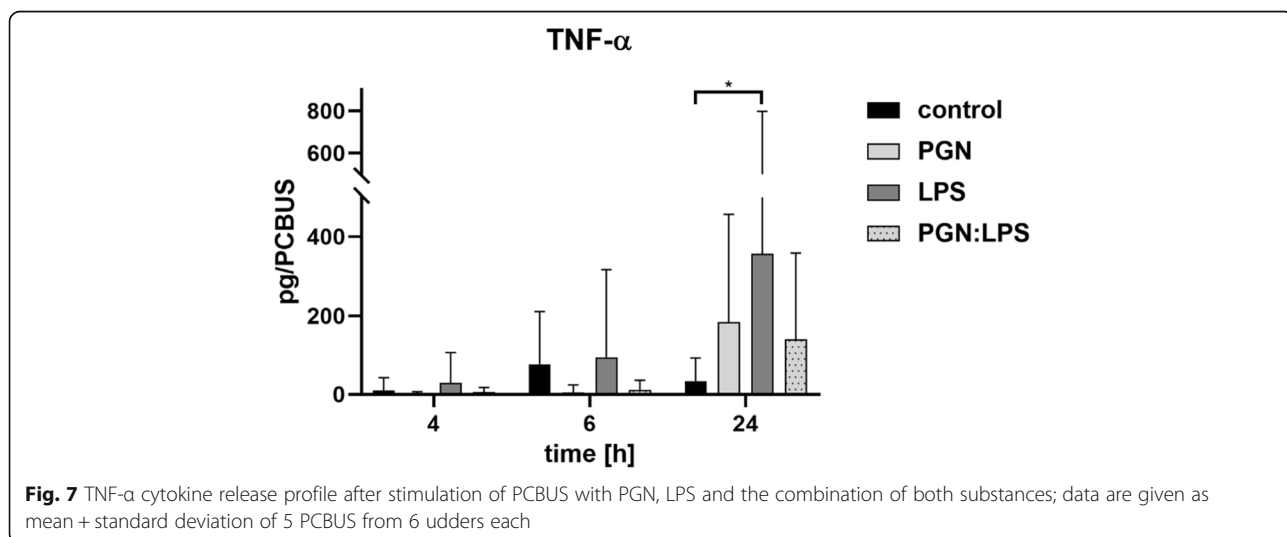 TNF-α
*
800
600
400
200
0
pg/PCBUS
4 6 24
time [h]
control
PGN
LPS
PGN:LPS
Fig. 7 TNF-α cytokine release profile after stimulation of PCBUS with PGN, LPS and the combination of both substances; data are given as
mean + standard deviation of 5 PCBUS from 6 udders each